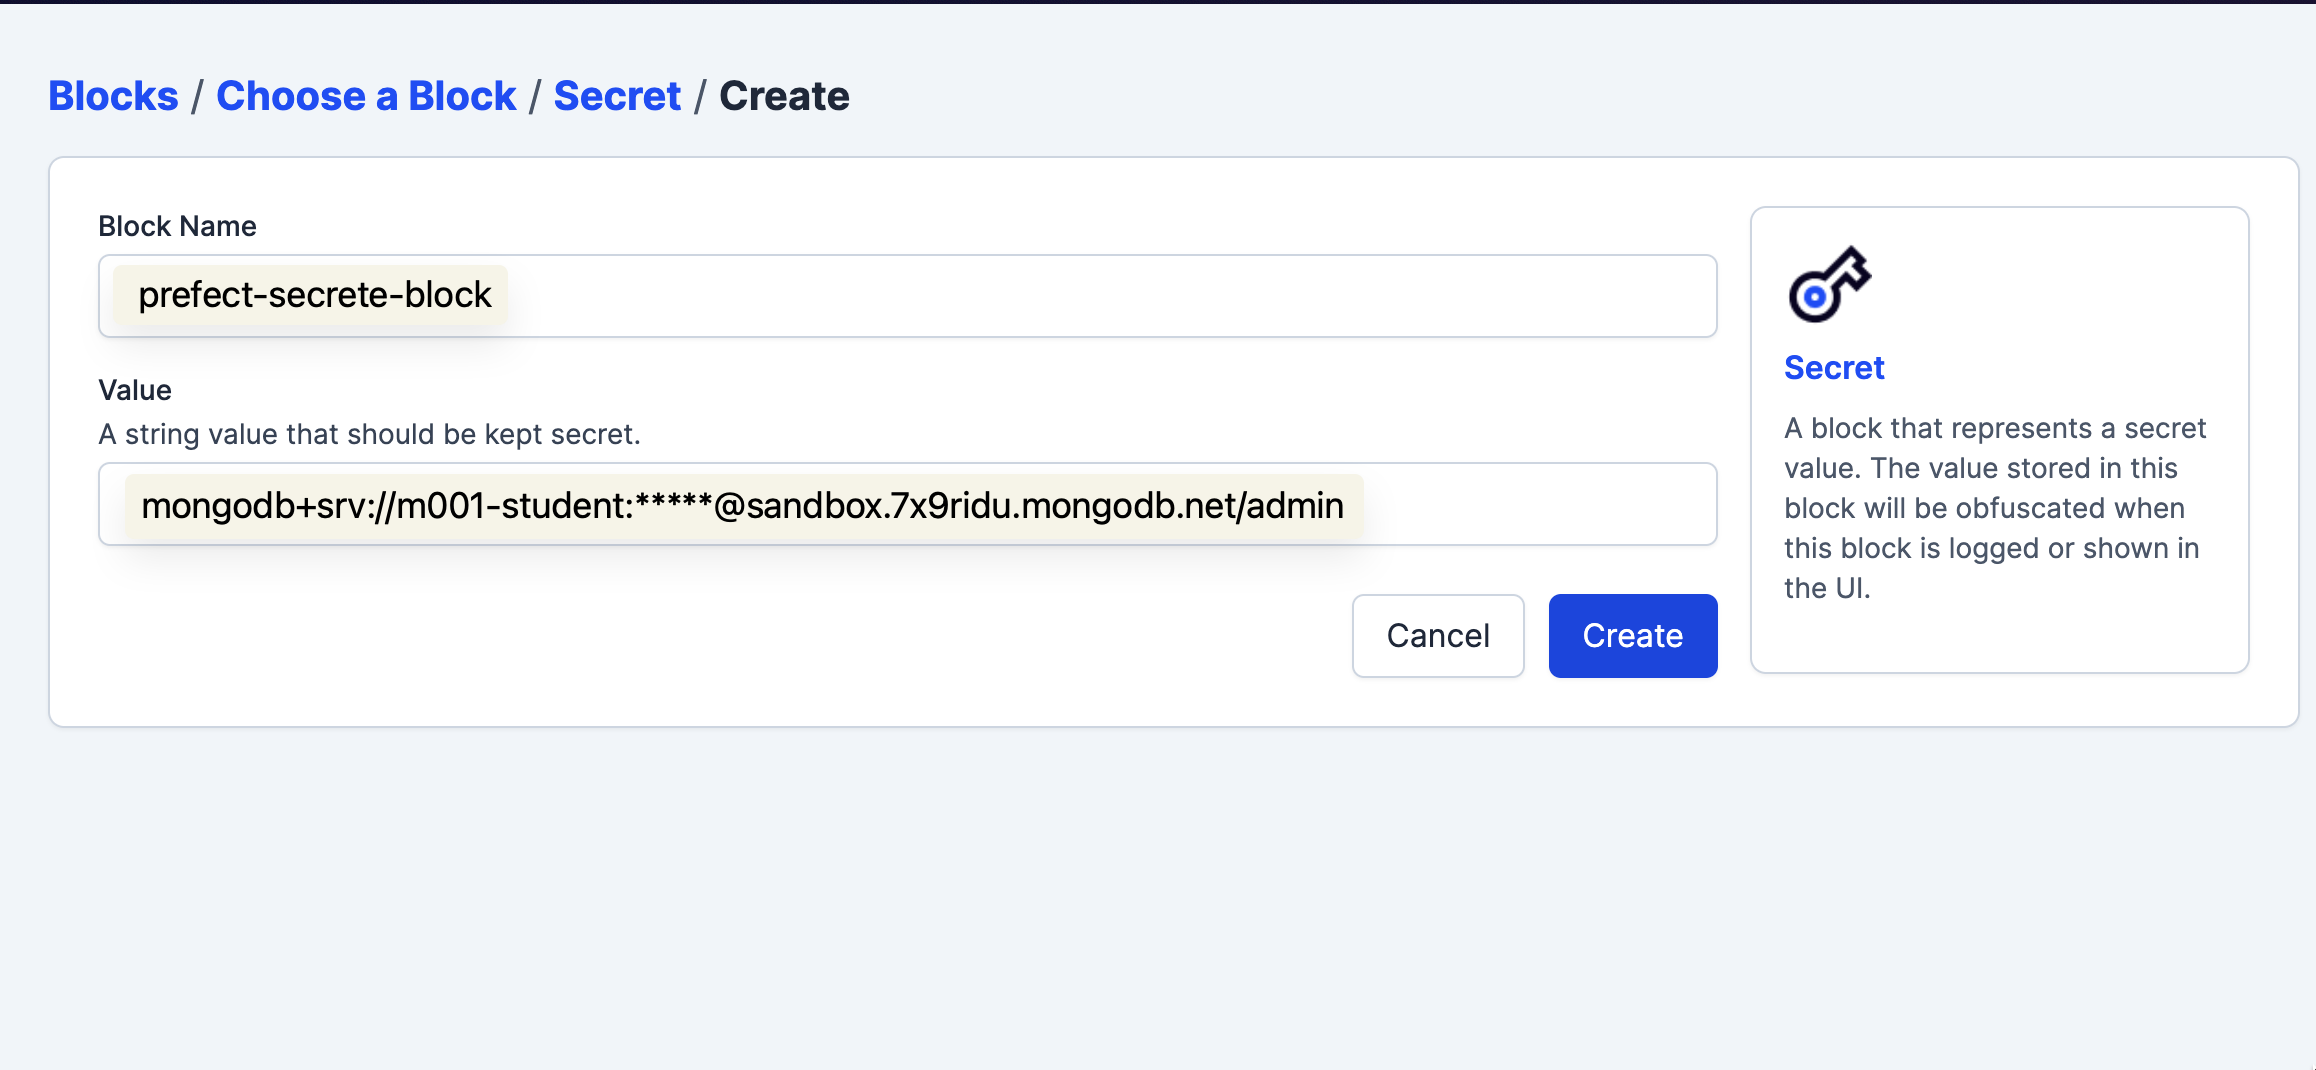 Blocks / Choose a Block / Secret / Create
Block Name
prefect-secrete-block
Value
A string value that should be kept secret.
mongodb+srv://m001-student:*****@sandbox.7x9ridu.mongodb.net/admin
Cancel
Create
Secret
A block that represents a secret
value. The value stored in this
block will be obfuscated when
this block is logged or shown in
the UI.